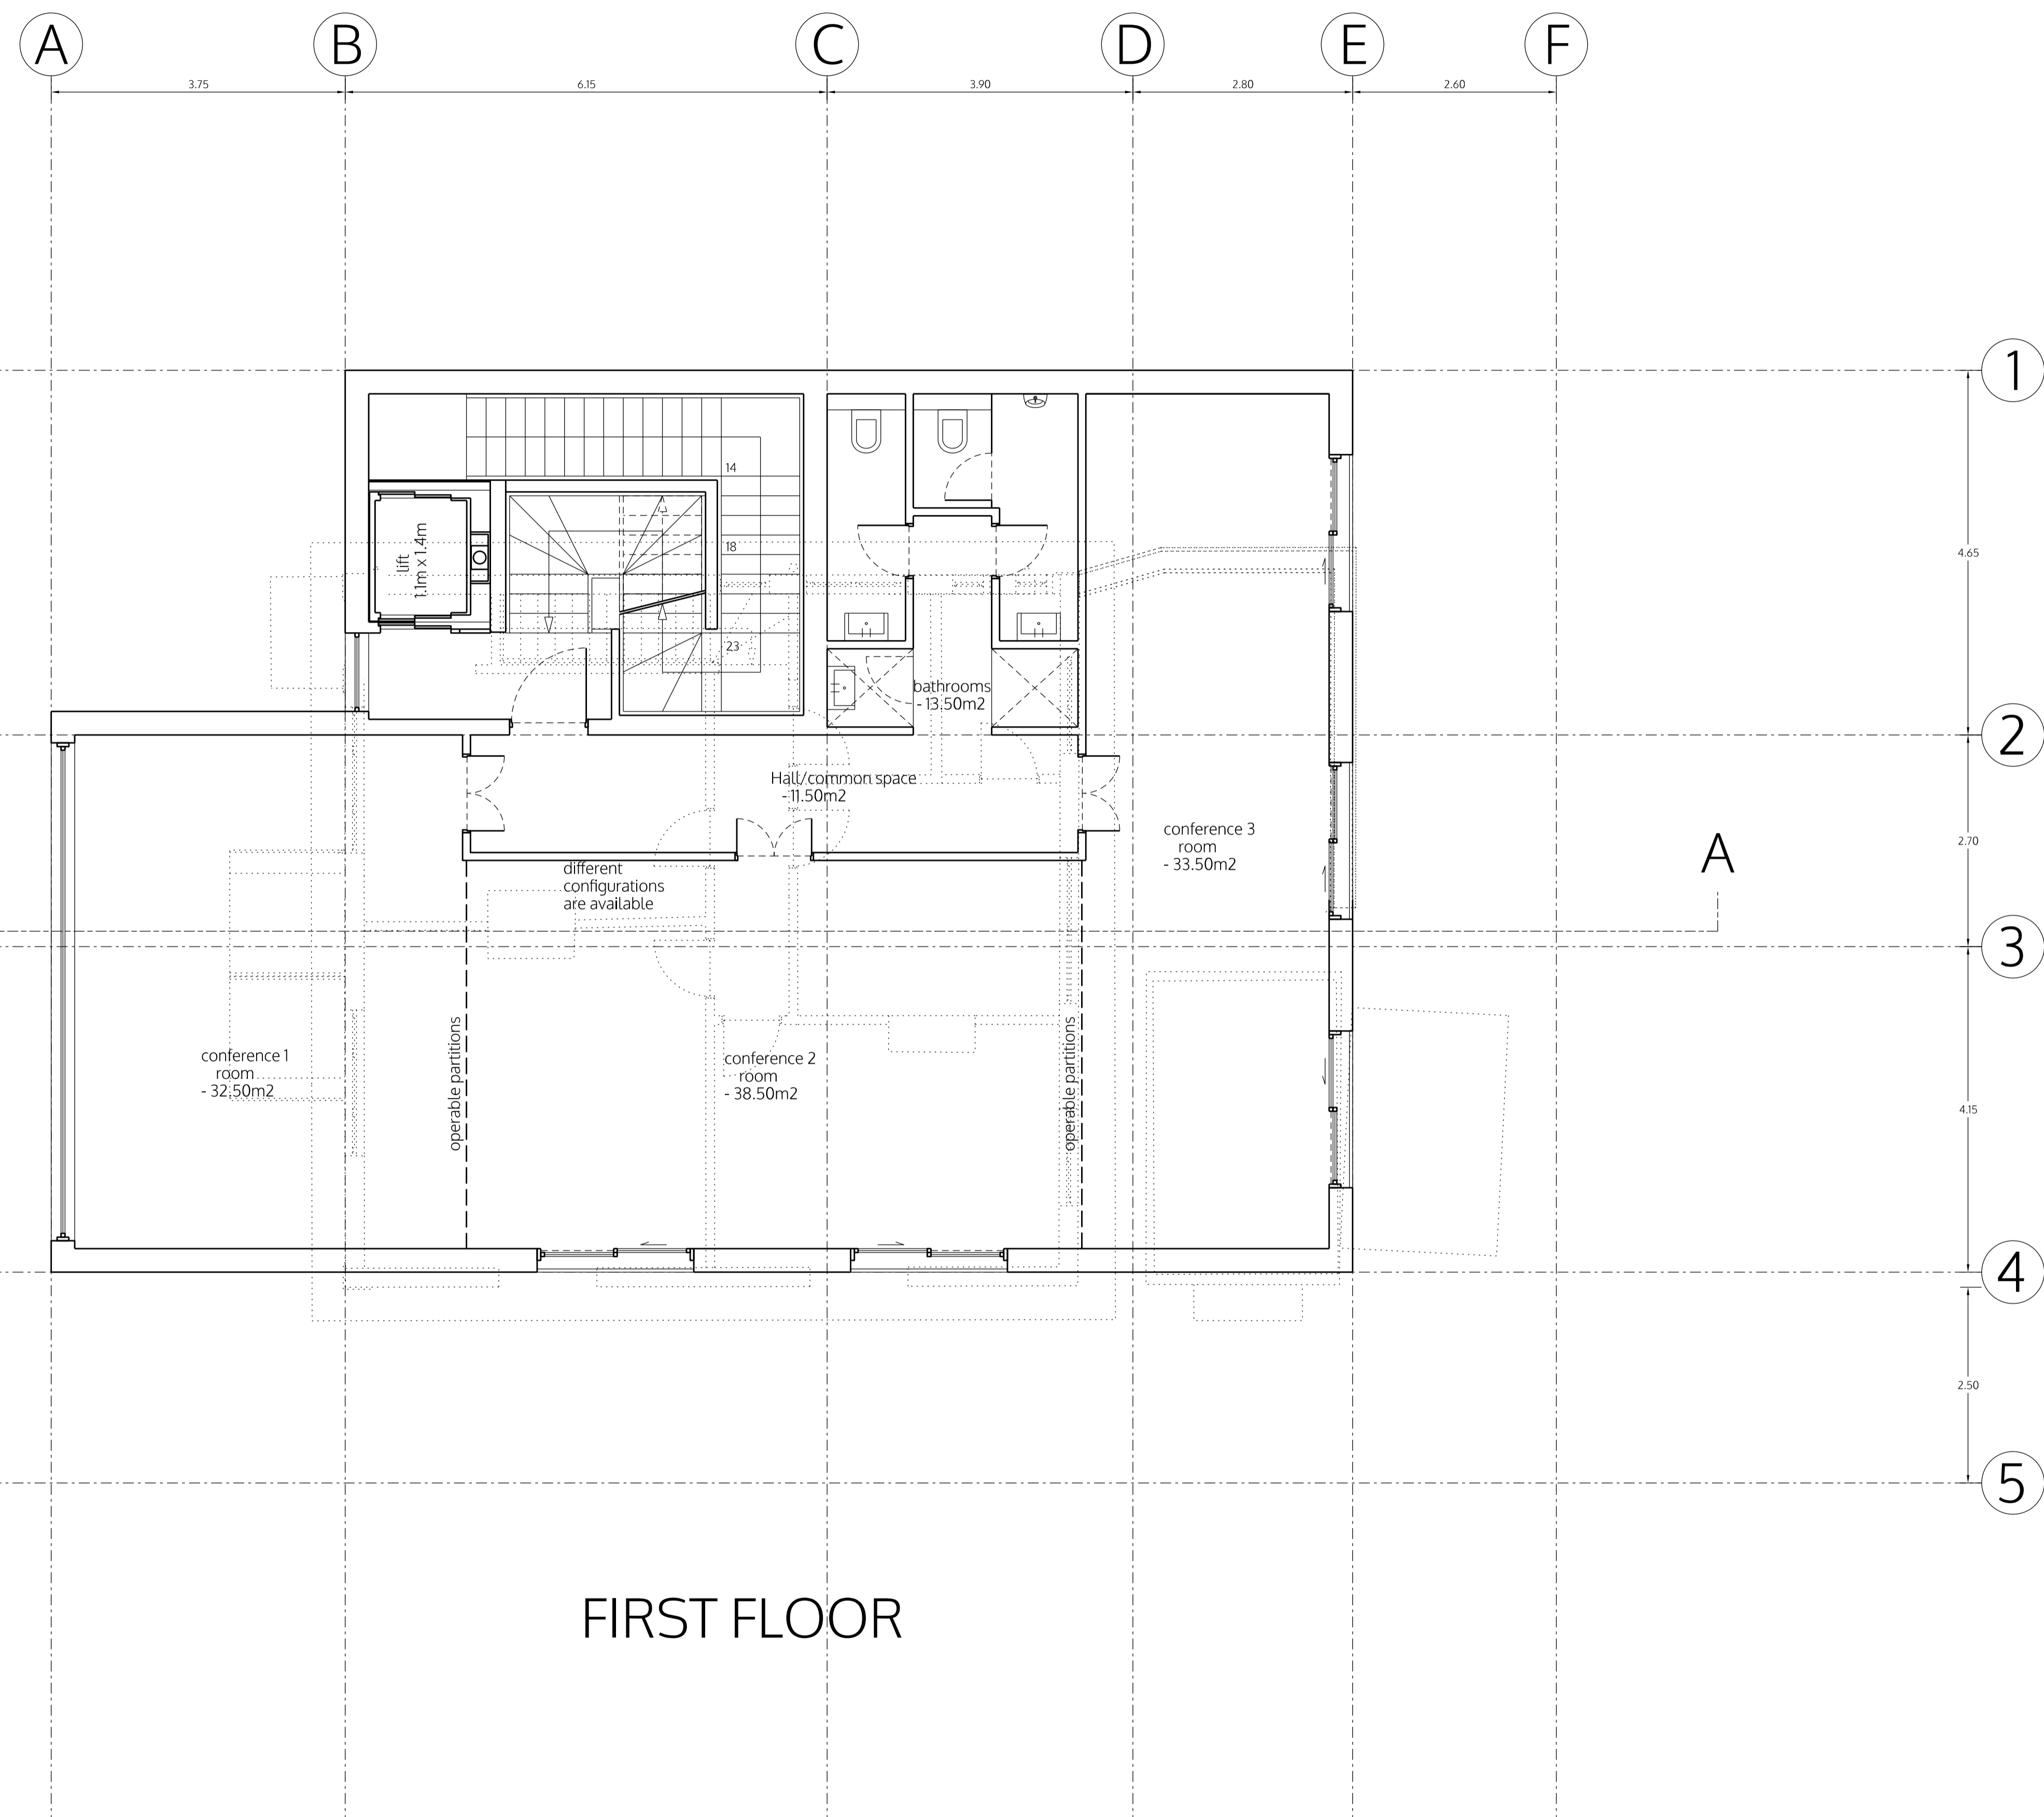 A B C D E F
3.75 6.15 3.90 2.80 2.60
1
14
lift
1.1m x 1.4m
18
4.65
23
bathrooms
- 13.50m2
2
Hall/common space
- 11.50m2
conference 3
room
- 33.50m2
2.70
A
different
configurations
are available
3
operable partitions
operable partitions
conference 1
room
- 32.50m2
conference 2
room
- 38.50m2
4.15
4
2.50
5
FIRST FLOOR